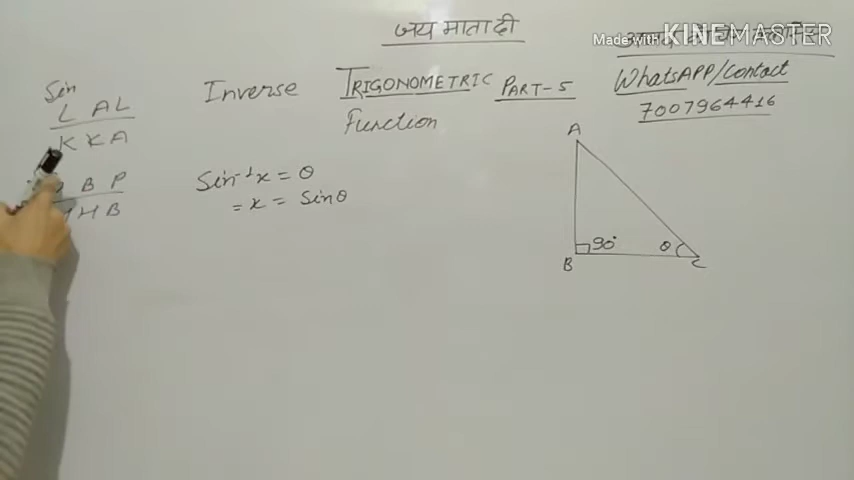 जय माता दी
Made with KINEMASTER
WhatsAPP/Contact
7007964416
Inverse TRIGONOMETRIC PART-5
Function
Sin
L A L
K K A
B P
H H B
Sin⁻¹x = θ
= x = Sinθ
A
B 90° θ C